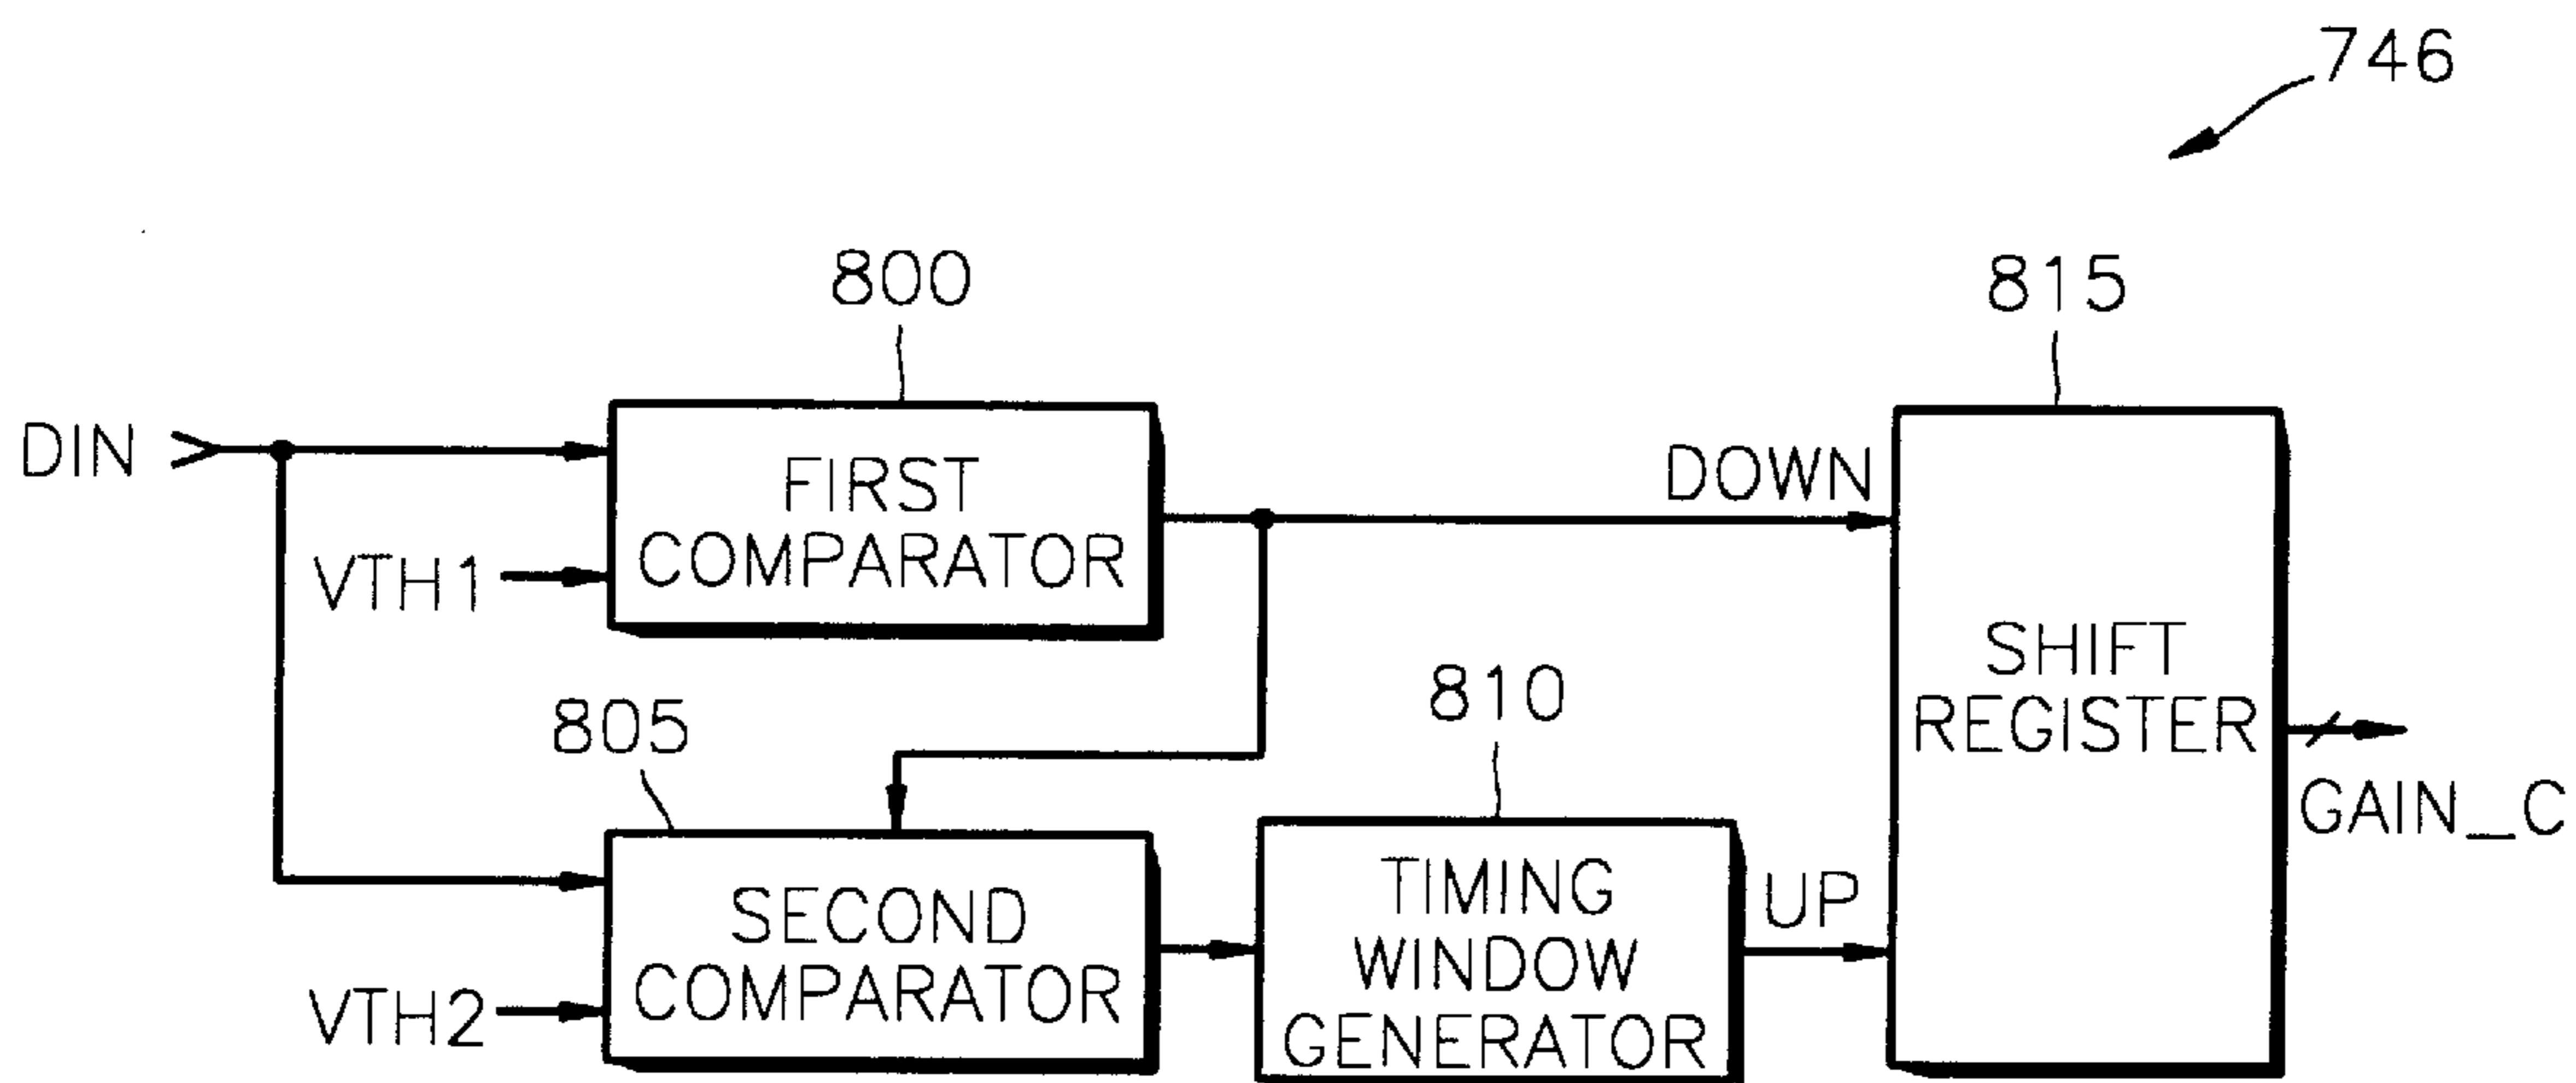 746
800
815
DIN
FIRST
COMPARATOR
VTH1
DOWN
SHIFT
REGISTER
GAIN_C
805
810
SECOND
COMPARATOR
VTH2
TIMING
WINDOW
GENERATOR
UP